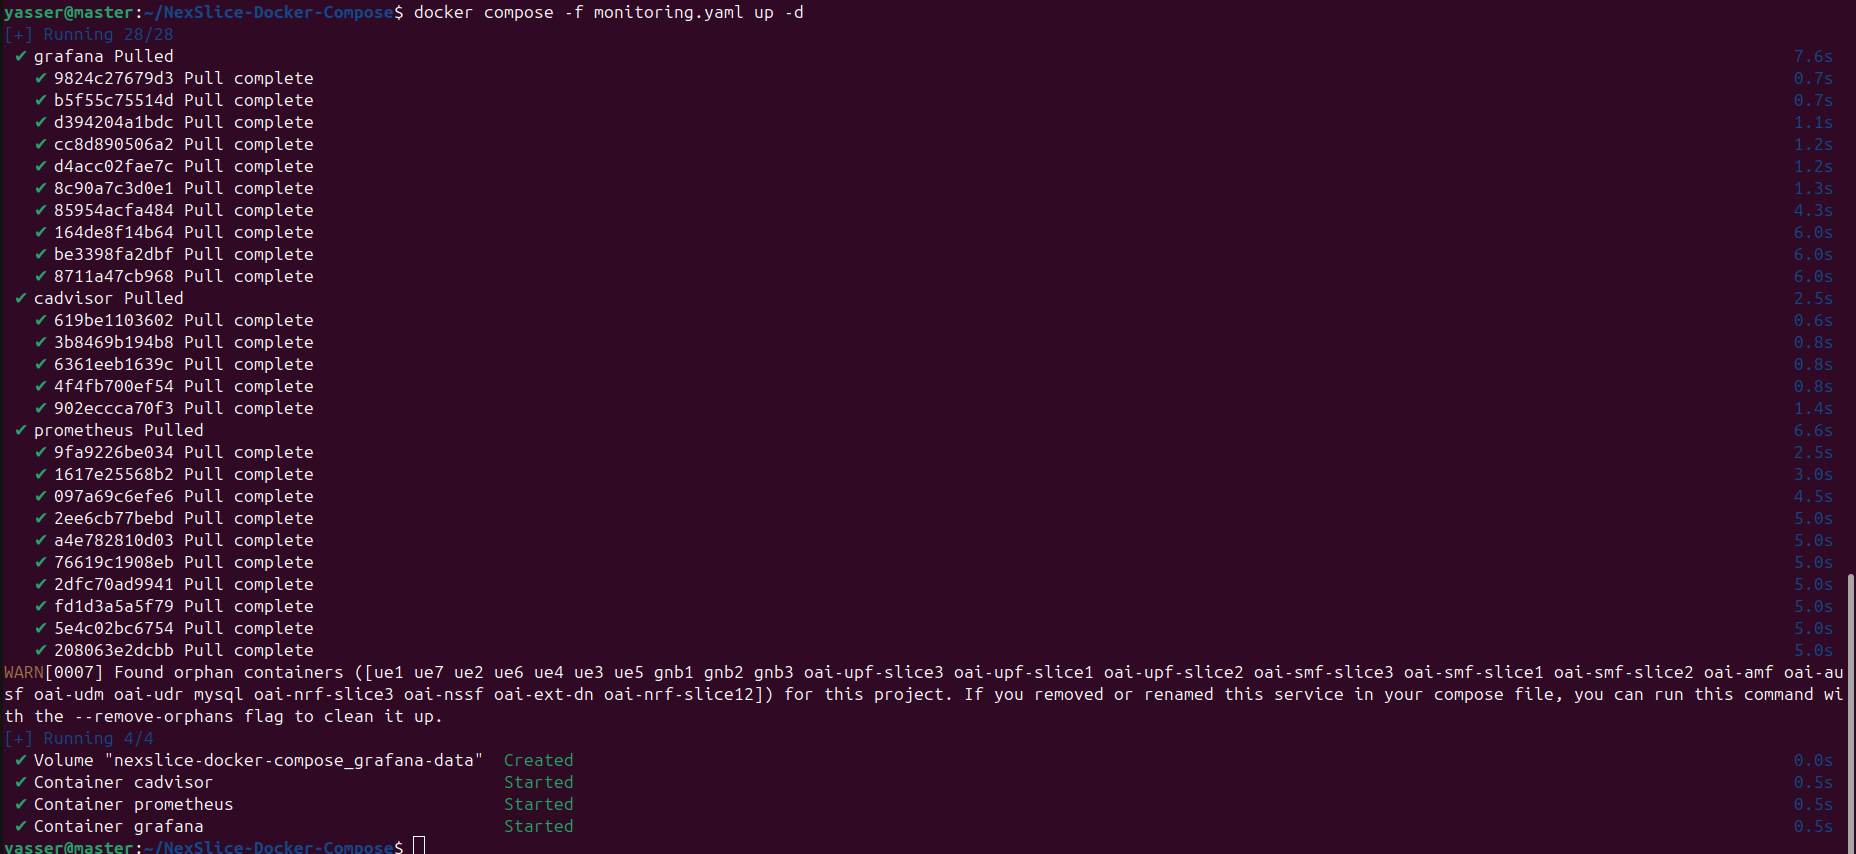 yasser@master:~/NexSlice-Docker-Compose$ docker compose -f monitoring.yaml up -d
[+] Running 28/28
✔ grafana Pulled 7.6s
✔ 9824c27679d3 Pull complete 0.7s
✔ b5f55c75514d Pull complete 0.7s
✔ d394204a1bdc Pull complete 1.1s
✔ cc8d890506a2 Pull complete 1.2s
✔ d4acc02fae7c Pull complete 1.2s
✔ 8c90a7c3d0e1 Pull complete 1.3s
✔ 85954acfa484 Pull complete 4.3s
✔ 164de8f14b64 Pull complete 6.0s
✔ be3398fa2dbf Pull complete 6.0s
✔ 8711a47cb968 Pull complete 6.0s
✔ cadvisor Pulled 2.5s
✔ 619be1103602 Pull complete 0.6s
✔ 3b8469b194b8 Pull complete 0.8s
✔ 6361eeb1639c Pull complete 0.8s
✔ 4f4fb700ef54 Pull complete 0.8s
✔ 902eccca70f3 Pull complete 1.4s
✔ prometheus Pulled 6.6s
✔ 9fa9226be034 Pull complete 2.5s
✔ 1617e25568b2 Pull complete 3.0s
✔ 097a69c6efe6 Pull complete 4.5s
✔ 2ee6cb77bebd Pull complete 5.0s
✔ a4e782810d03 Pull complete 5.0s
✔ 76619c1908eb Pull complete 5.0s
✔ 2dfc70ad9941 Pull complete 5.0s
✔ fd1d3a5a5f79 Pull complete 5.0s
✔ 5e4c02bc6754 Pull complete 5.0s
✔ 208063e2dcbb Pull complete 5.0s
WARN[0007] Found orphan containers ([ue1 ue7 ue2 ue6 ue4 ue3 ue5 gnb1 gnb2 gnb3 oai-upf-slice3 oai-upf-slice1 oai-upf-slice2 oai-smf-slice3 oai-smf-slice1 oai-smf-slice2 oai-amf oai-au
sf oai-udm oai-udr mysql oai-nrf-slice3 oai-nssf oai-ext-dn oai-nrf-slice12]) for this project. If you removed or renamed this service in your compose file, you can run this command wi
th the --remove-orphans flag to clean it up.
[+] Running 4/4
✔ Volume "nexslice-docker-compose_grafana-data" Created 0.0s
✔ Container cadvisor Started 0.5s
✔ Container prometheus Started 0.5s
✔ Container grafana Started 0.5s
yasser@master:~/NexSlice-Docker-Compose$